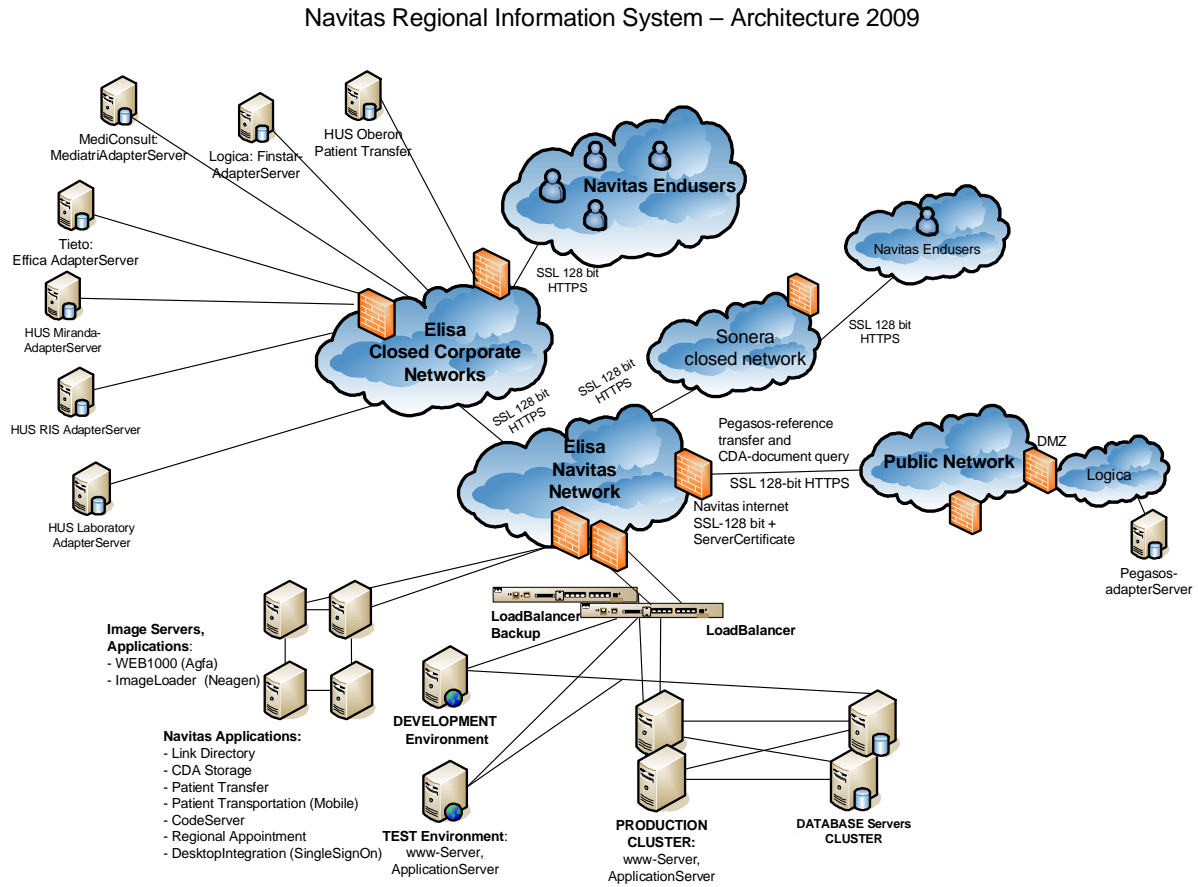 Navitas Regional Information System – Architecture 2009
MediConsult:
MediatriAdapterServer
Logica: Finstar-
AdapterServer
HUS Oberon
Patient Transfer
Navitas Endusers
Tieto:
Effica AdapterServer
SSL 128 bit
HTTPS
Navitas Endusers
HUS Miranda-
AdapterServer
Elisa
Closed Corporate
Networks
Sonera
closed network
SSL 128 bit
HTTPS
HUS RIS AdapterServer
SSL 128 bit
HTTPS
SSL 128 bit
HTTPS
HUS Laboratory
AdapterServer
Elisa
Navitas
Network
Pegasos-reference
transfer and
CDA-document query
SSL 128-bit HTTPS
Navitas internet
SSL-128 bit +
ServerCertificate
Public Network
DMZ
Logica
Pegasos-
adapterServer
LoadBalancer
Backup
LoadBalancer
Image Servers,
Applications:
- WEB1000 (Agfa)
- ImageLoader (Neagen)
Navitas Applications:
- Link Directory
- CDA Storage
- Patient Transfer
- Patient Transportation (Mobile)
- CodeServer
- Regional Appointment
- DesktopIntegration (SingleSignOn)
DEVELOPMENT
Environment
TEST Environment:
www-Server,
ApplicationServer
PRODUCTION
CLUSTER:
www-Server,
ApplicationServer
DATABASE Servers
CLUSTER